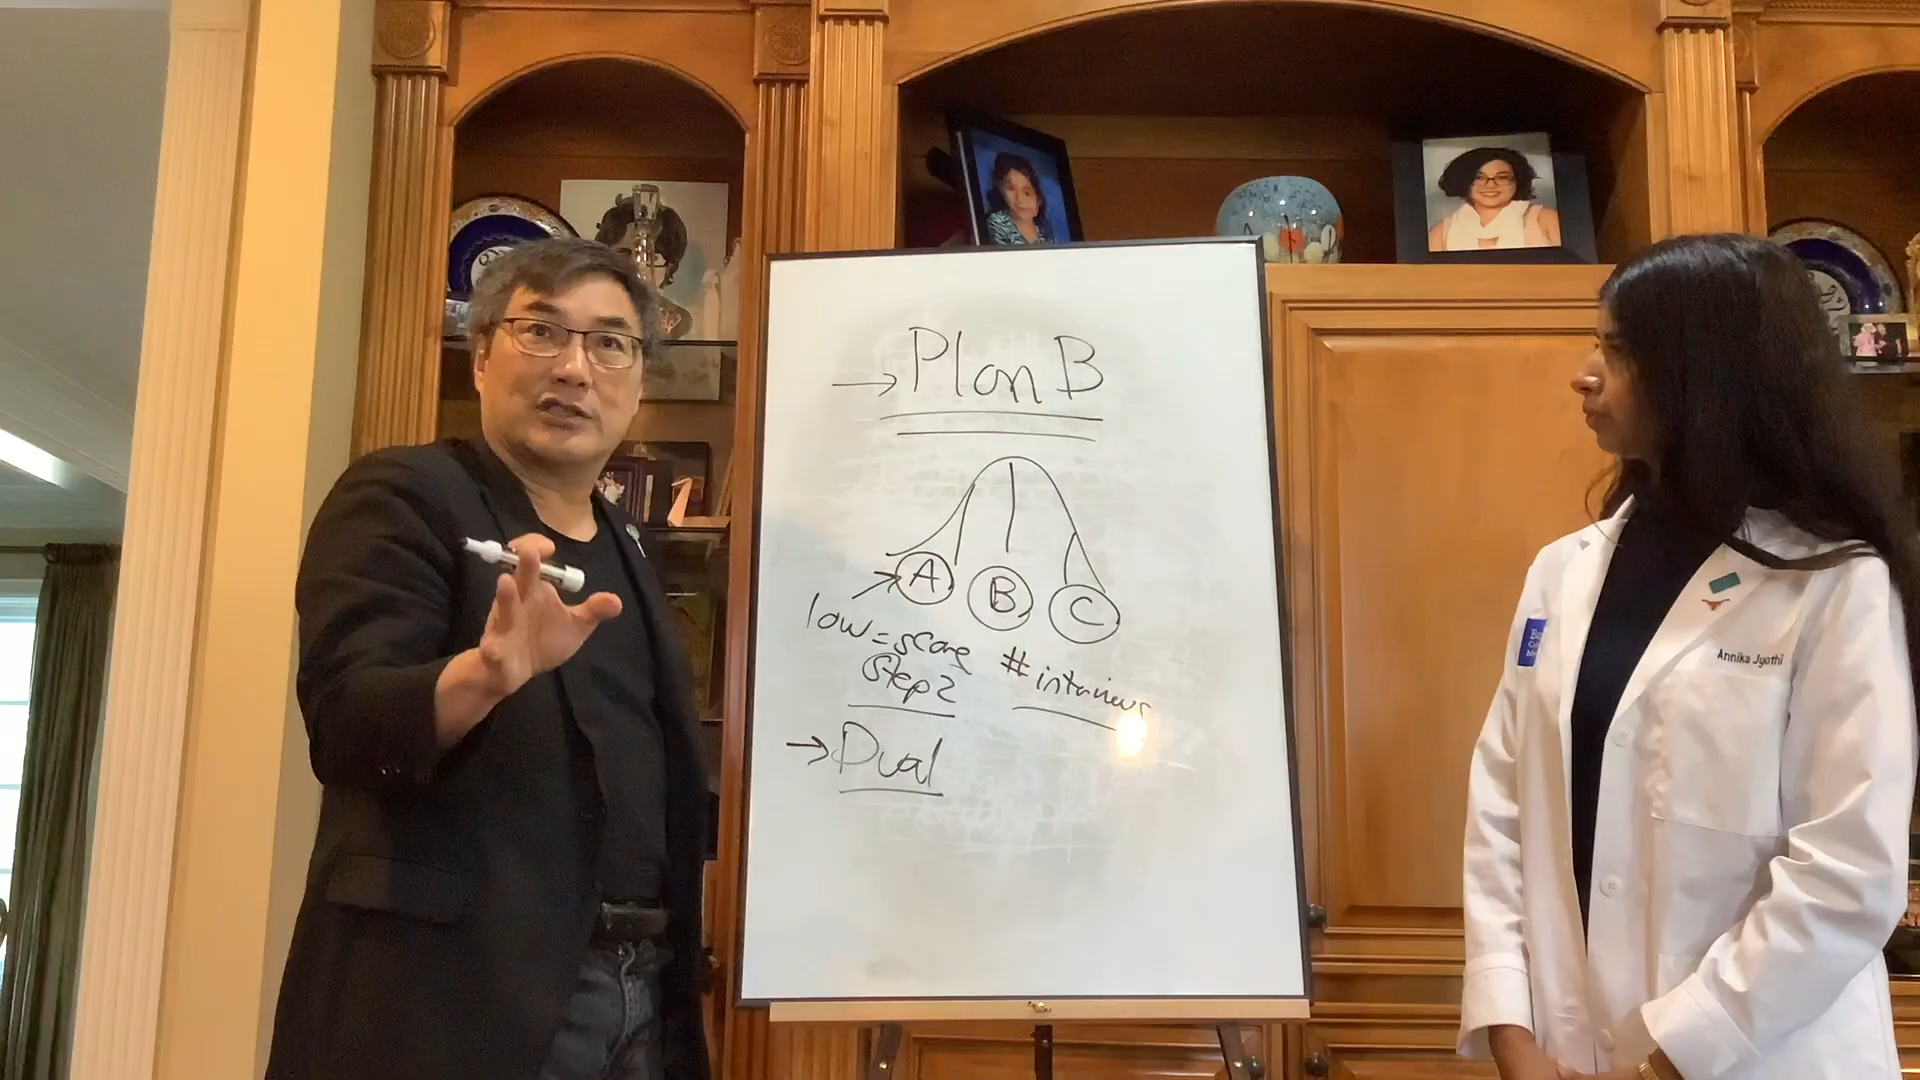 → Plan B
A B C
low = score
Step 2
# interviews
→ Dual
Annika Jyothi